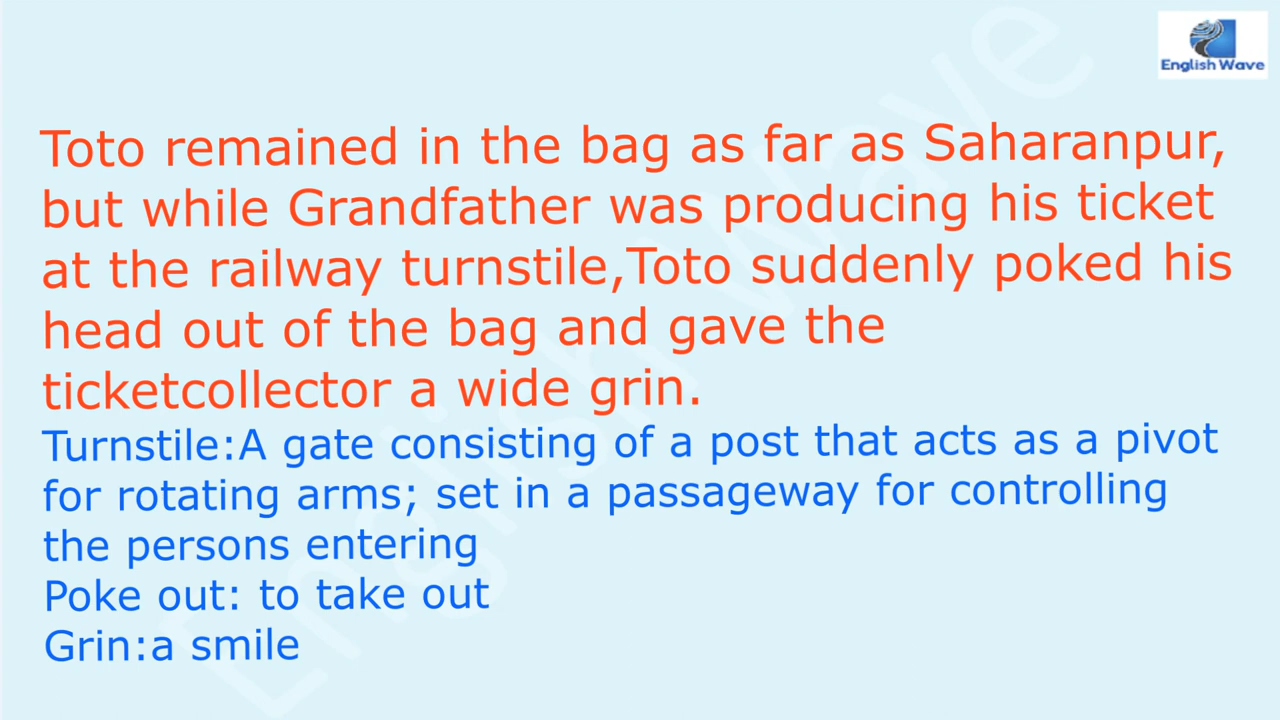 English Wave
Toto remained in the bag as far as Saharanpur,
but while Grandfather was producing his ticket
at the railway turnstile,Toto suddenly poked his
head out of the bag and gave the
ticketcollector a wide grin.
Turnstile:A gate consisting of a post that acts as a pivot
for rotating arms; set in a passageway for controlling
the persons entering
Poke out: to take out
Grin:a smile
English Wave